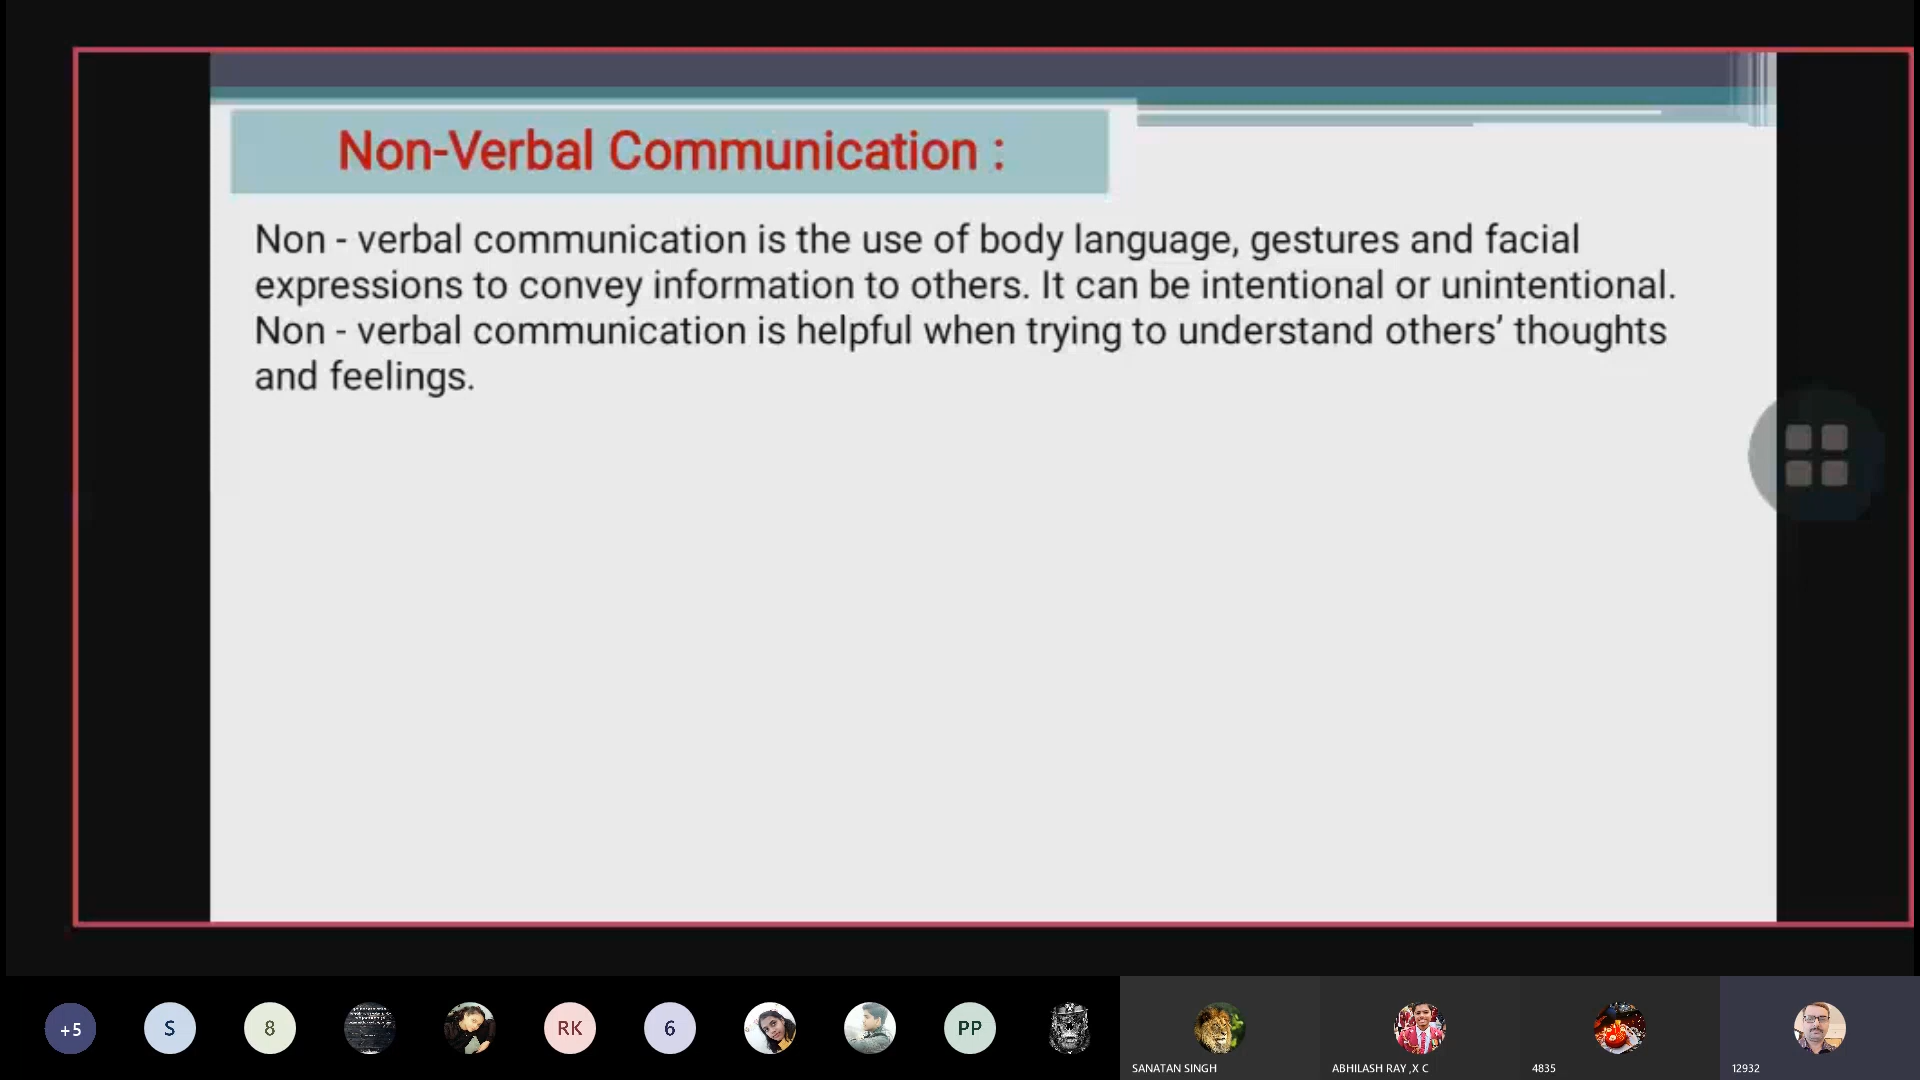 Non-Verbal Communication :
Non - verbal communication is the use of body language, gestures and facial
expressions to convey information to others. It can be intentional or unintentional.
Non - verbal communication is helpful when trying to understand others’ thoughts
and feelings.
+5
S
8
RK
6
PP
SANATAN SINGH
ABHILASH RAY ,X C
4835
12932